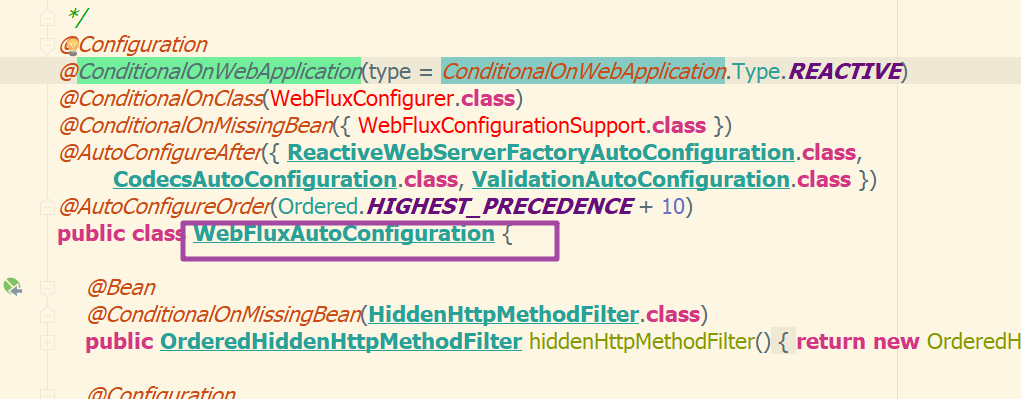 */
@Configuration
@ConditionalOnWebApplication(type = ConditionalOnWebApplication.Type.REACTIVE)
@ConditionalOnClass(WebFluxConfigurer.class)
@ConditionalOnMissingBean({ WebFluxConfigurationSupport.class })
@AutoConfigureAfter({ ReactiveWebServerFactoryAutoConfiguration.class,
CodecsAutoConfiguration.class, ValidationAutoConfiguration.class })
@AutoConfigureOrder(Ordered.HIGHEST_PRECEDENCE + 10)
public class WebFluxAutoConfiguration {
@Bean
@ConditionalOnMissingBean(HiddenHttpMethodFilter.class)
public OrderedHiddenHttpMethodFilter hiddenHttpMethodFilter() { return new OrderedH
@Configuration